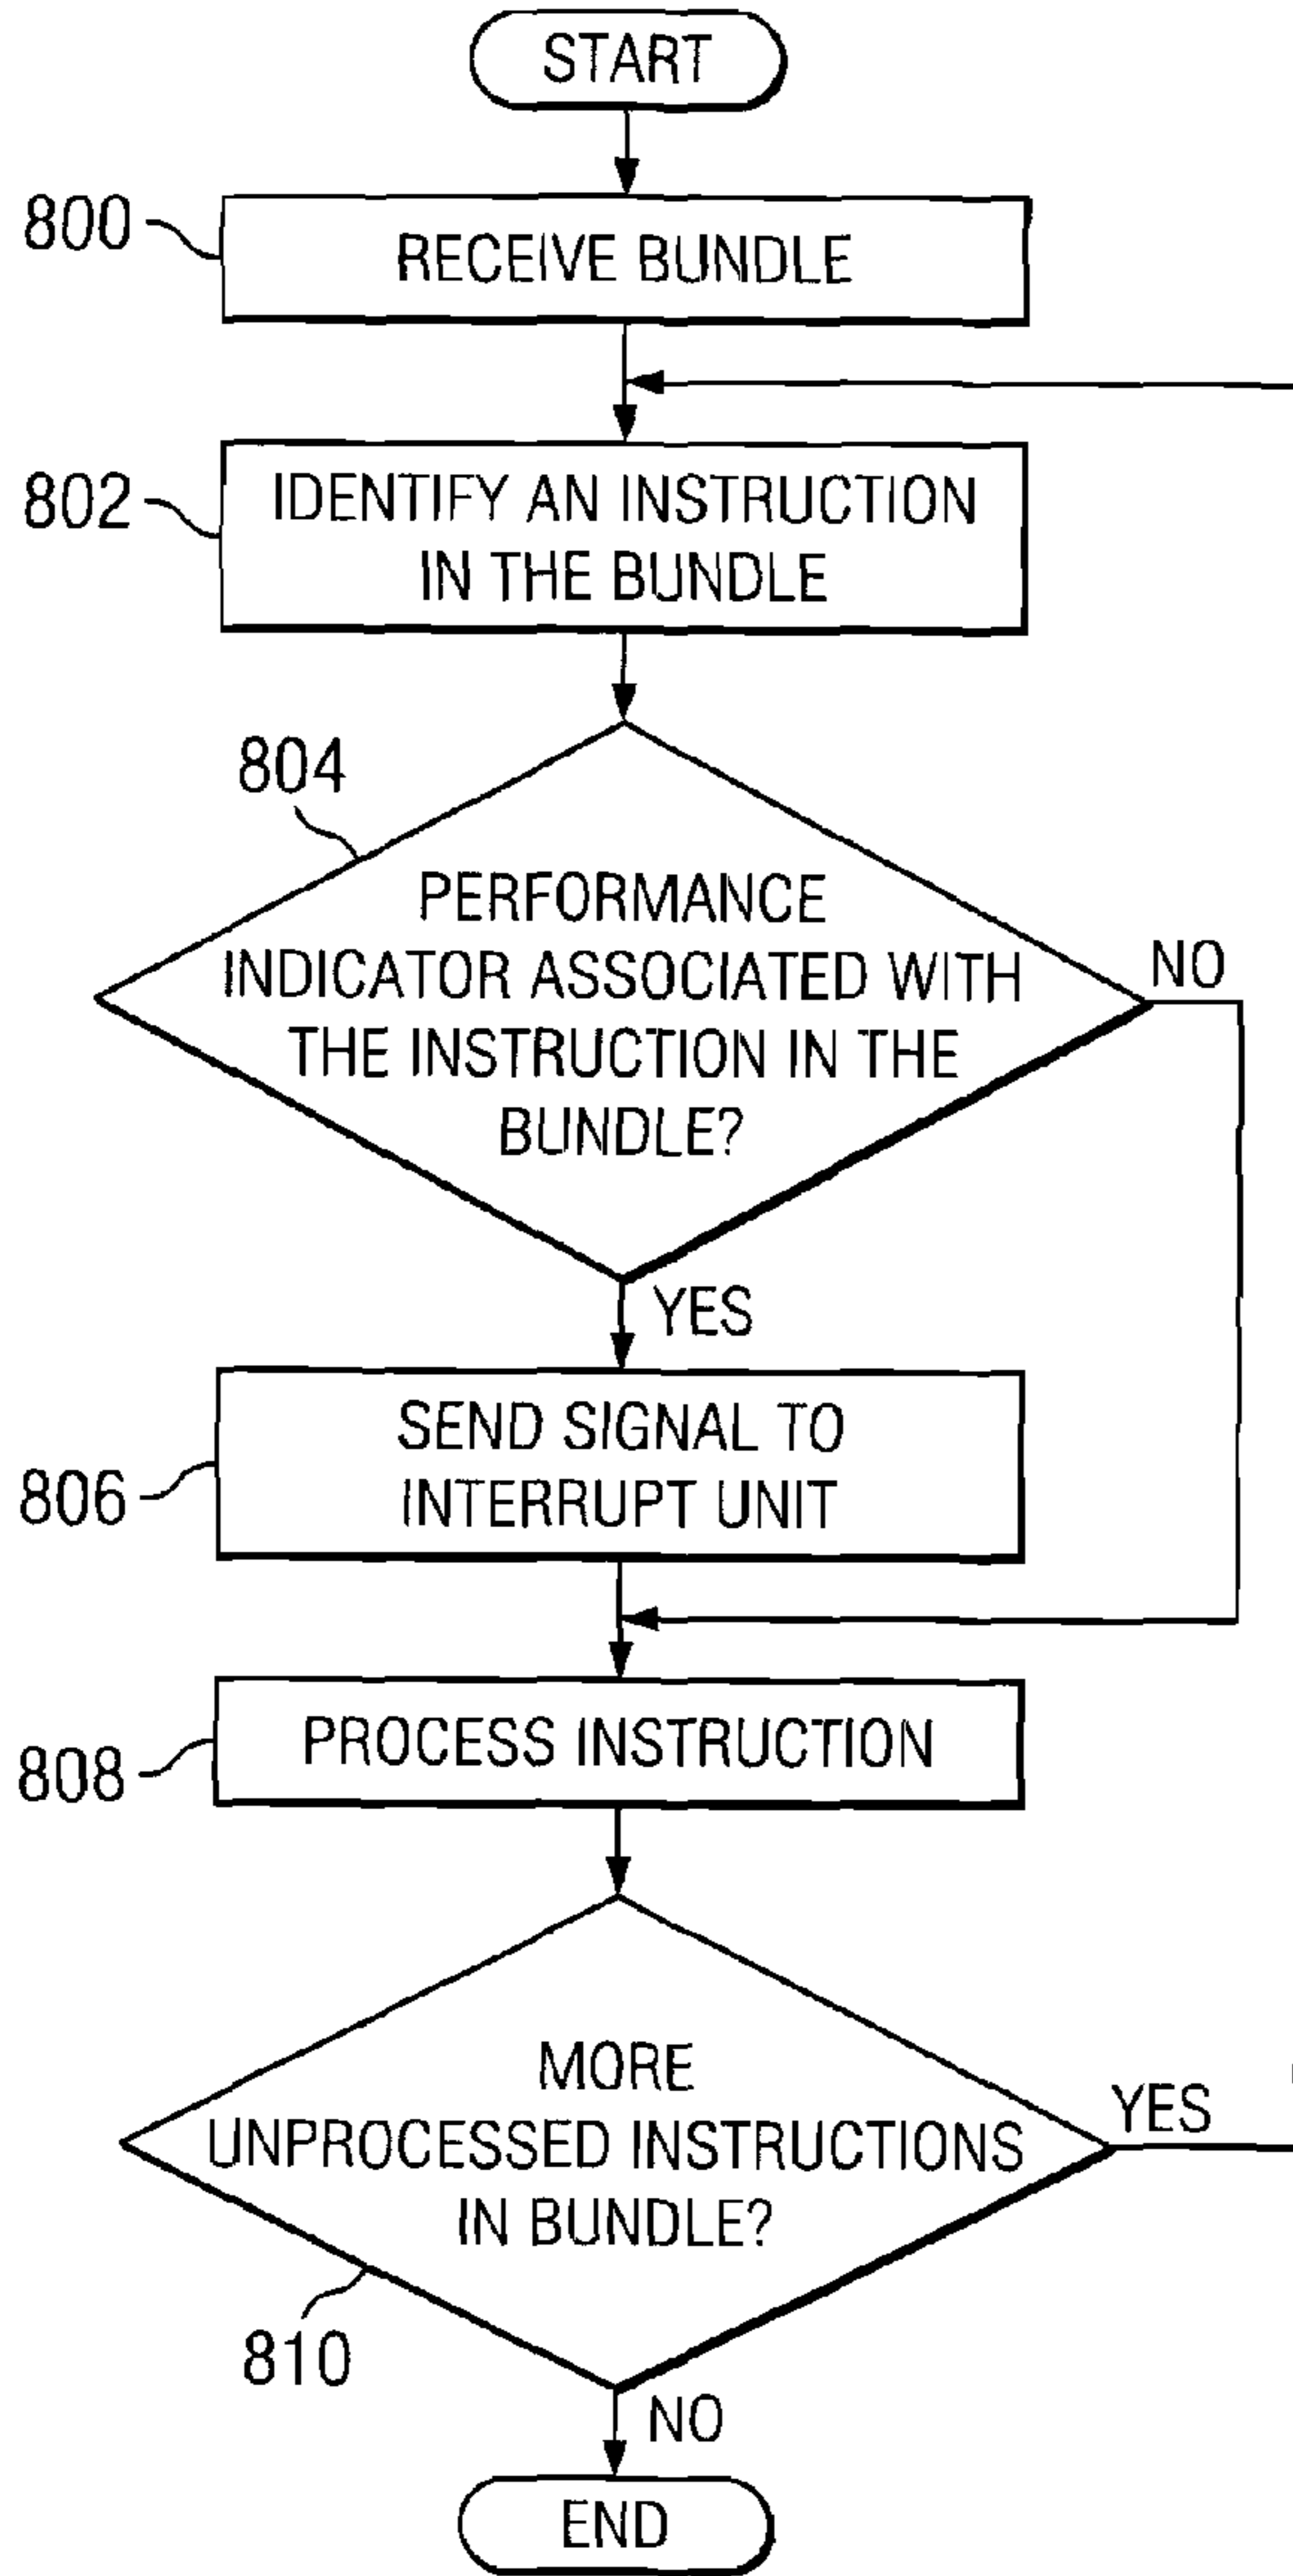 START
800
RECEIVE BUNDLE
802
IDENTIFY AN INSTRUCTION
IN THE BUNDLE
804
PERFORMANCE
INDICATOR ASSOCIATED WITH
THE INSTRUCTION IN THE
BUNDLE?
NO
YES
SEND SIGNAL TO
INTERRUPT UNIT
806
PROCESS INSTRUCTION
808
MORE
UNPROCESSED INSTRUCTIONS
IN BUNDLE?
YES
810
NO
END